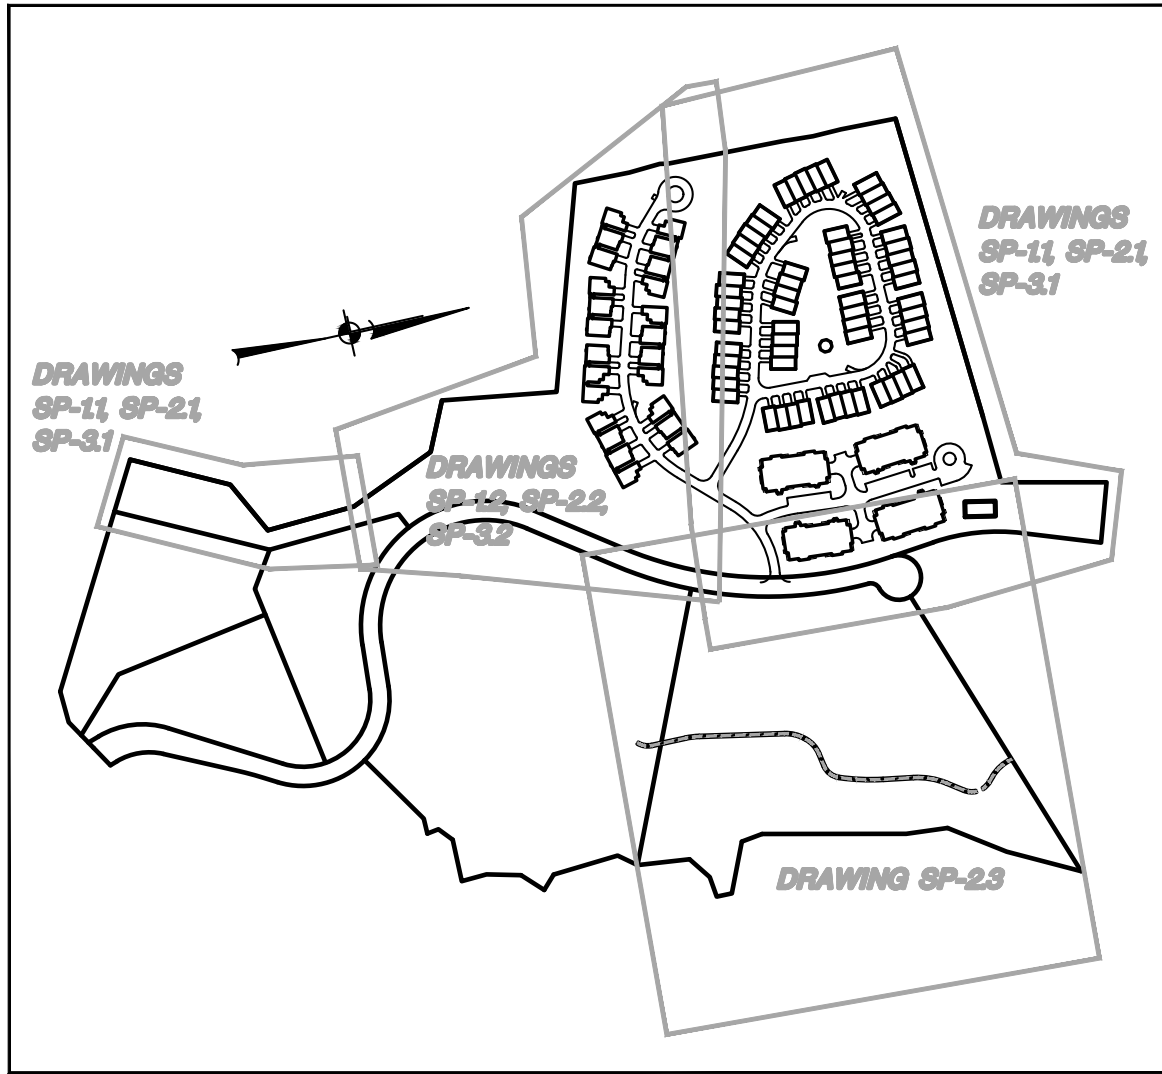 DRAWINGS
SP-1.1, SP-2.1,
SP-3.1
DRAWINGS
SP-1.1, SP-2.1,
SP-3.1
DRAWINGS
SP-1.2, SP-2.2,
SP-3.2
DRAWING SP-2.3